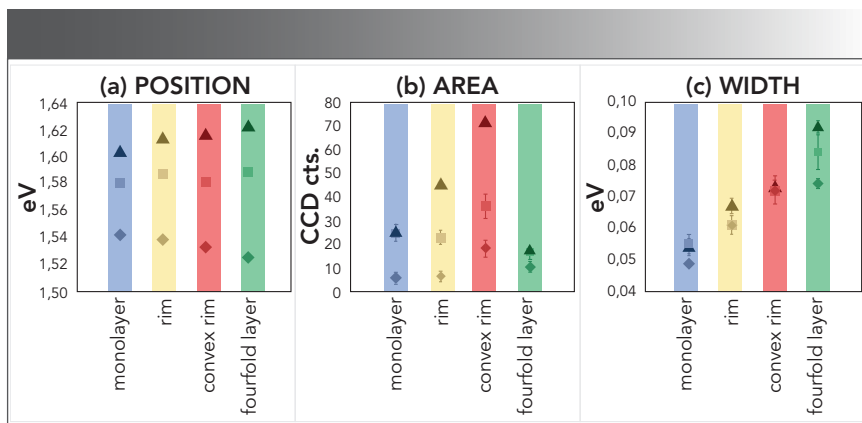 (a) POSITION
eV
1,64
1,62
1,60
1,58
1,56
1,54
1,52
1,50
monolayer
rim
convex rim
fourfold layer
(b) AREA
CCD cts.
80
70
60
50
40
30
20
10
0
monolayer
rim
convex rim
fourfold layer
(c) WIDTH
eV
0,10
0,09
0,08
0,07
0,06
0,05
0,04
monolayer
rim
convex rim
fourfold layer